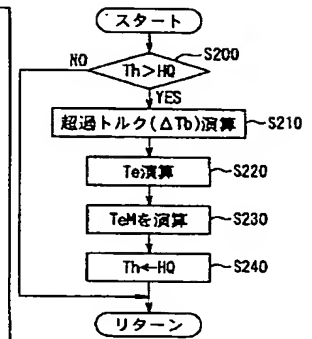 スタート
S200
NO
Th>HQ
YES
超過トルク(ΔTb)演算
S210
Te演算
S220
TeMを演算
S230
Th←HQ
S240
リターン